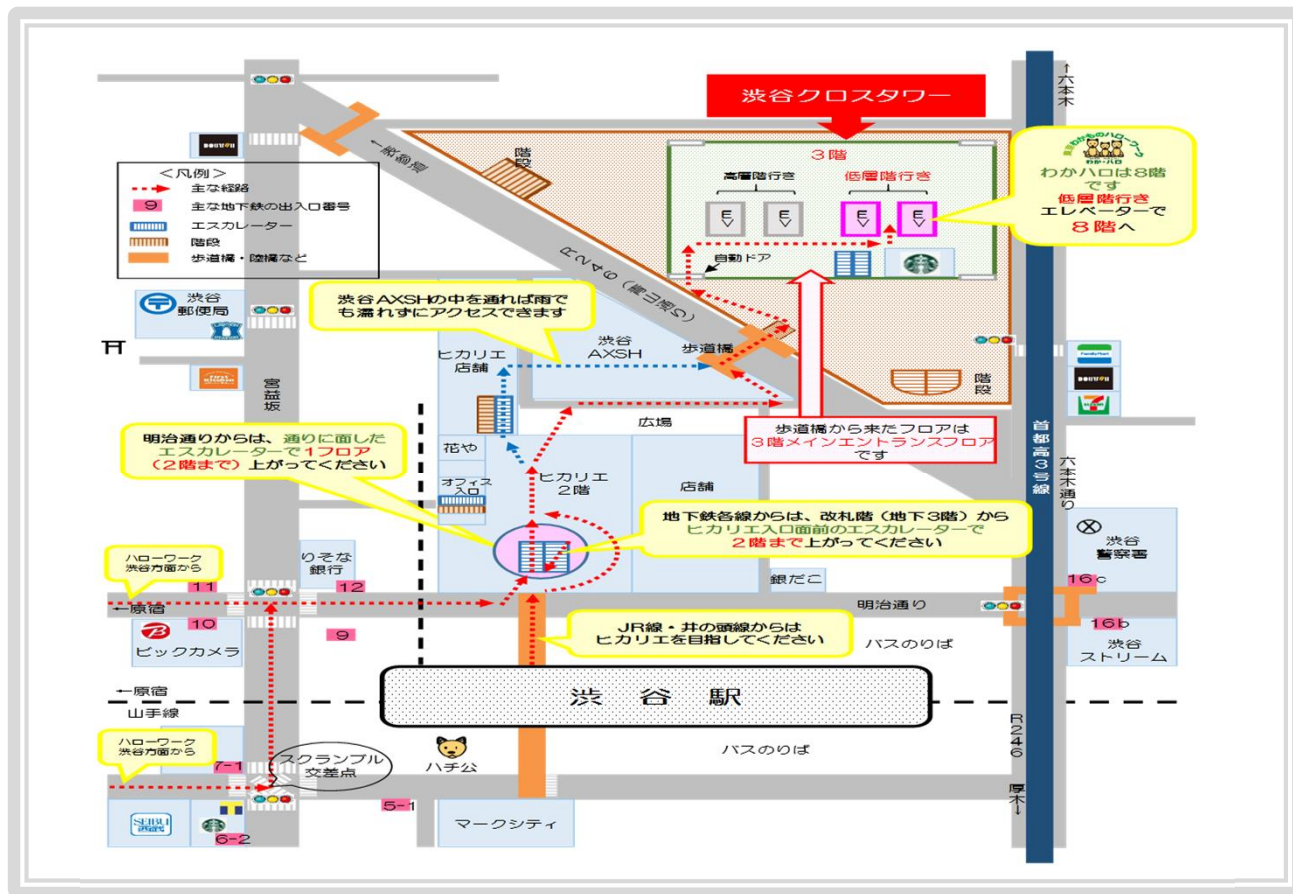 渋谷クロスタワー
↑六本木
DOUTOR
<凡例>
主な経路
9
主な地下鉄の出入口番号
エスカレーター
階段
歩道橋・陸橋など
←表参道
階段
3階
高層階行き
低層階行き
EV
EV
EV
EV
自動ドア
わか・ハロ
わかハロは8階
です
低層階行き
エレベーターで
8階へ
R246(青山通り)
渋谷AXSHの中を通れば雨で
も濡れずにアクセスできます
渋谷
郵便局
LAWSON
ヒカリエ
店舗
渋谷
AXSH
歩道橋
階段
FamilyMart
DOUTOR
宮益坂
広場
歩道橋から来たフロアは
3階メインエントランスフロア
です
首都高3号線
六本木通り
明治通りからは、通りに面した
エスカレーターで1フロア
(2階まで)上がってください
花や
オフィス
入口
ヒカリエ
2階
店舗
地下鉄各線からは、改札階(地下3階)から
ヒカリエ入口面前のエスカレーターで
2階まで上がってください
渋谷
警察署
16c
ハローワーク
渋谷方面から
11
りそな
銀行
12
銀だこ
←原宿
明治通り
10
ビックカメラ
9
JR線・井の頭線からは
ヒカリエを目指してください
バスのりば
16b
渋谷
ストリーム
渋谷駅
←原宿
山手線
R246
ハローワーク
渋谷方面から
7-1
スクランブル
交差点
ハチ公
バスのりば
厚木↓
5-1
SEIBU
西武
6-2
マークシティ